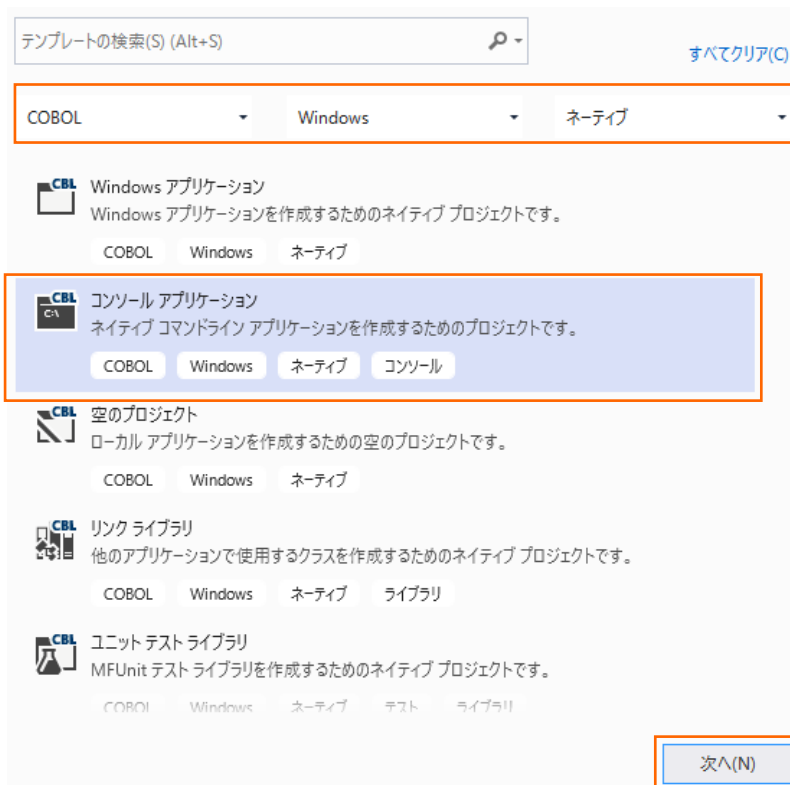 テンプレートの検索(S) (Alt+S)
すべてクリア(C)
COBOL Windows ネーティブ
CBL Windows アプリケーション
Windows アプリケーションを作成するためのネイティブ プロジェクトです。
COBOL Windows ネーティブ
CBL コンソール アプリケーション
C:\ ネイティブ コマンドライン アプリケーションを作成するためのプロジェクトです。
COBOL Windows ネーティブ コンソール
CBL 空のプロジェクト
ローカル アプリケーションを作成するための空のプロジェクトです。
COBOL Windows ネーティブ
CBL リンク ライブラリ
他のアプリケーションで使用するクラスを作成するためのネイティブ プロジェクトです。
COBOL Windows ネーティブ ライブラリ
CBL ユニット テスト ライブラリ
MFUnit テスト ライブラリを作成するためのネイティブ プロジェクトです。
COBOL Windows ネーティブ テスト ライブラリ
次へ(N)